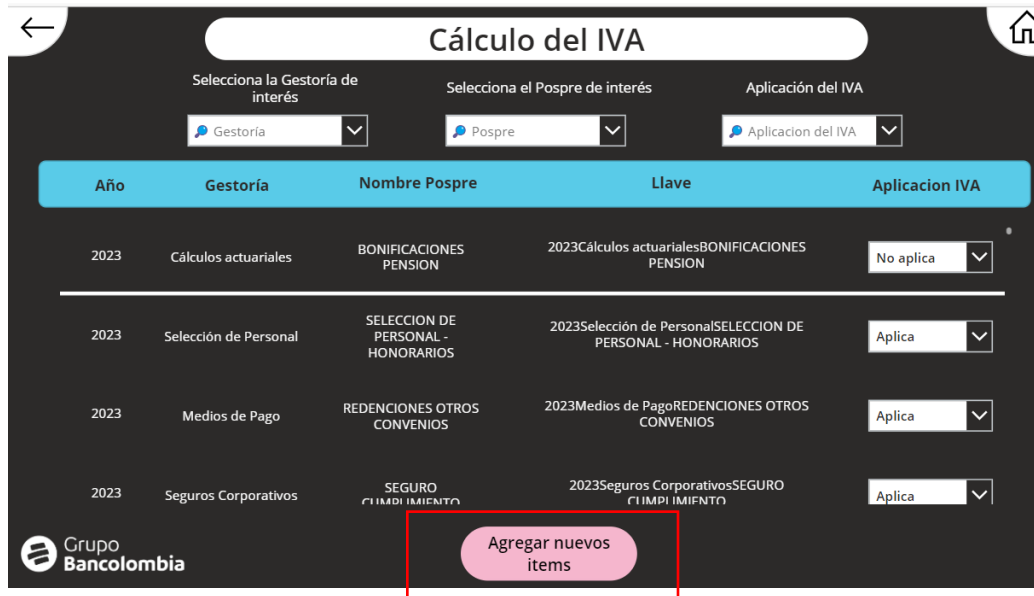 Cálculo del IVA
Selecciona la Gestoría de
interés
Selecciona el Pospre de interés
Aplicación del IVA
Gestoría
Pospre
Aplicacion del IVA
Año
Gestoría
Nombre Pospre
Llave
Aplicacion IVA
2023
Cálculos actuariales
BONIFICACIONES
PENSION
2023Cálculos actuarialesBONIFICACIONES
PENSION
No aplica
2023
Selección de Personal
SELECCION DE
PERSONAL -
HONORARIOS
2023Selección de PersonalSELECCION DE
PERSONAL - HONORARIOS
Aplica
2023
Medios de Pago
REDENCIONES OTROS
CONVENIOS
2023Medios de PagoREDENCIONES OTROS
CONVENIOS
Aplica
2023
Seguros Corporativos
SEGURO
CUMPLIMIENTO
2023Seguros CorporativosSEGURO
CUMPLIMIENTO
Aplica
Grupo
Bancolombia
Agregar nuevos
items